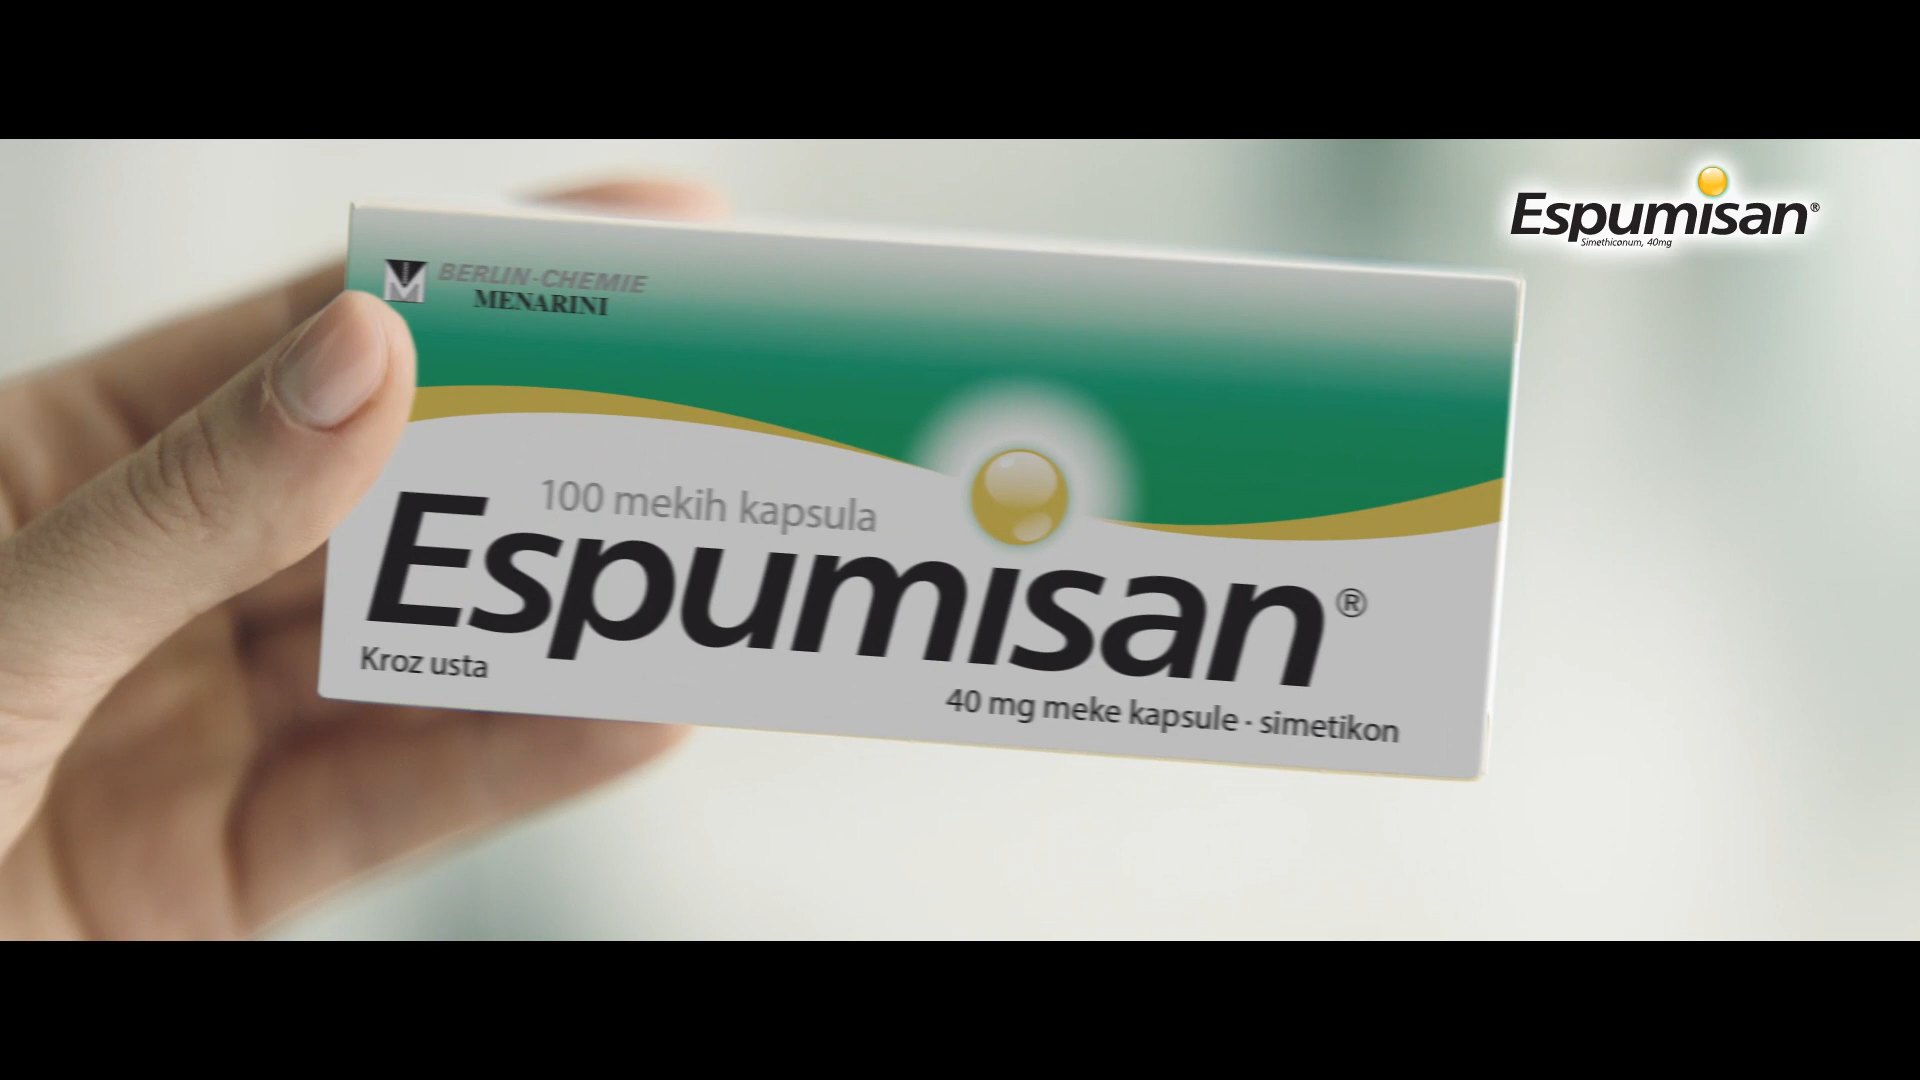 Espumisan®
Simethiconum, 40mg
BERLIN-CHEMIE
MENARINI
100 mekih kapsula
Espumisan®
Kroz usta
40 mg meke kapsule · simetikon